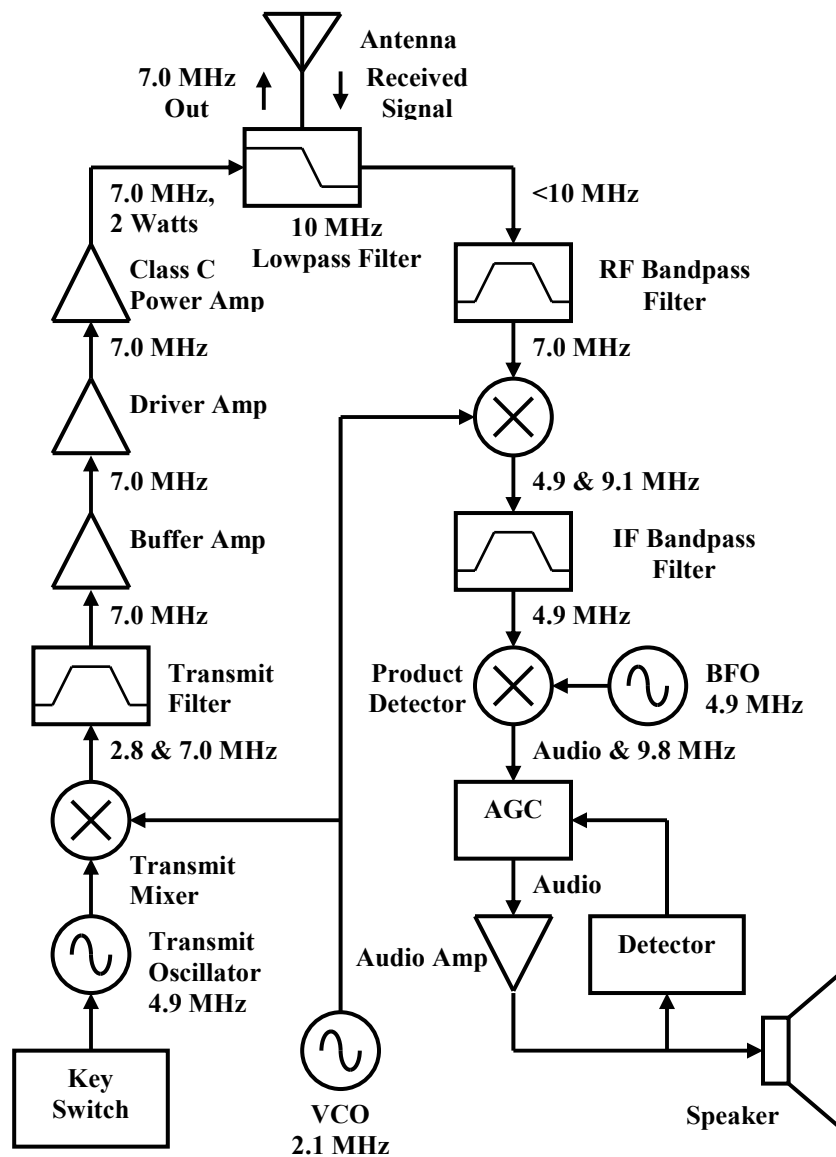 Antenna
7.0 MHz
Out
Received
Signal
7.0 MHz,
2 Watts
10 MHz
Lowpass Filter
<10 MHz
Class C
Power Amp
RF Bandpass
Filter
7.0 MHz
7.0 MHz
Driver Amp
7.0 MHz
4.9 & 9.1 MHz
Buffer Amp
IF Bandpass
Filter
7.0 MHz
4.9 MHz
Transmit
Filter
Product
Detector
BFO
4.9 MHz
2.8 & 7.0 MHz
Audio & 9.8 MHz
AGC
Transmit
Mixer
Audio
Transmit
Oscillator
4.9 MHz
Audio Amp
Detector
Key
Switch
VCO
2.1 MHz
Speaker